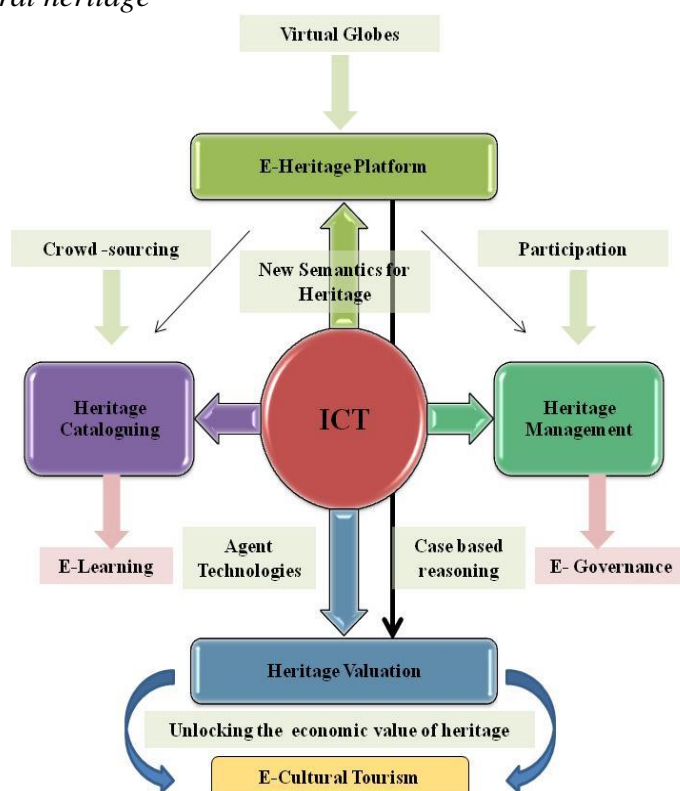 heritage
Virtual Globes
E-Heritage Platform
Crowd -sourcing
Participation
New Semantics for
Heritage
Heritage
Cataloguing
ICT
Heritage
Management
E-Learning
Agent
Technologies
Case based
reasoning
E- Governance
Heritage Valuation
Unlocking the economic value of heritage
E-Cultural Tourism